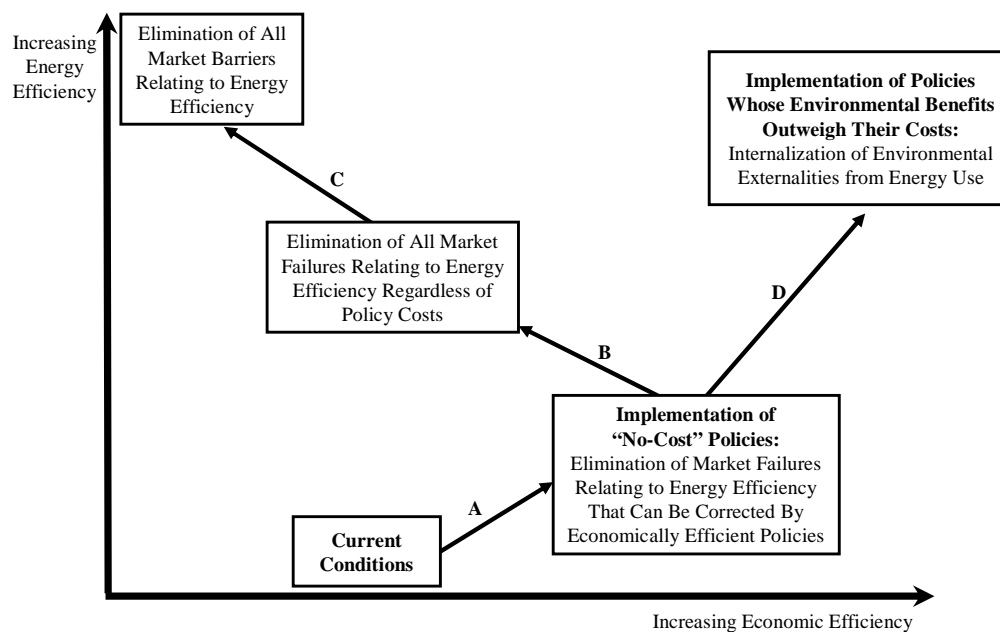 Increasing
Energy
Efficiency
Elimination of All
Market Barriers
Relating to Energy
Efficiency
Implementation of Policies
Whose Environmental Benefits
Outweigh Their Costs:
Internalization of Environmental
Externalities from Energy Use
C
Elimination of All Market
Failures Relating to Energy
Efficiency Regardless of
Policy Costs
D
B
Implementation of
“No-Cost” Policies:
Elimination of Market Failures
Relating to Energy Efficiency
That Can Be Corrected By
Economically Efficient Policies
A
Current
Conditions
Increasing Economic Efficiency